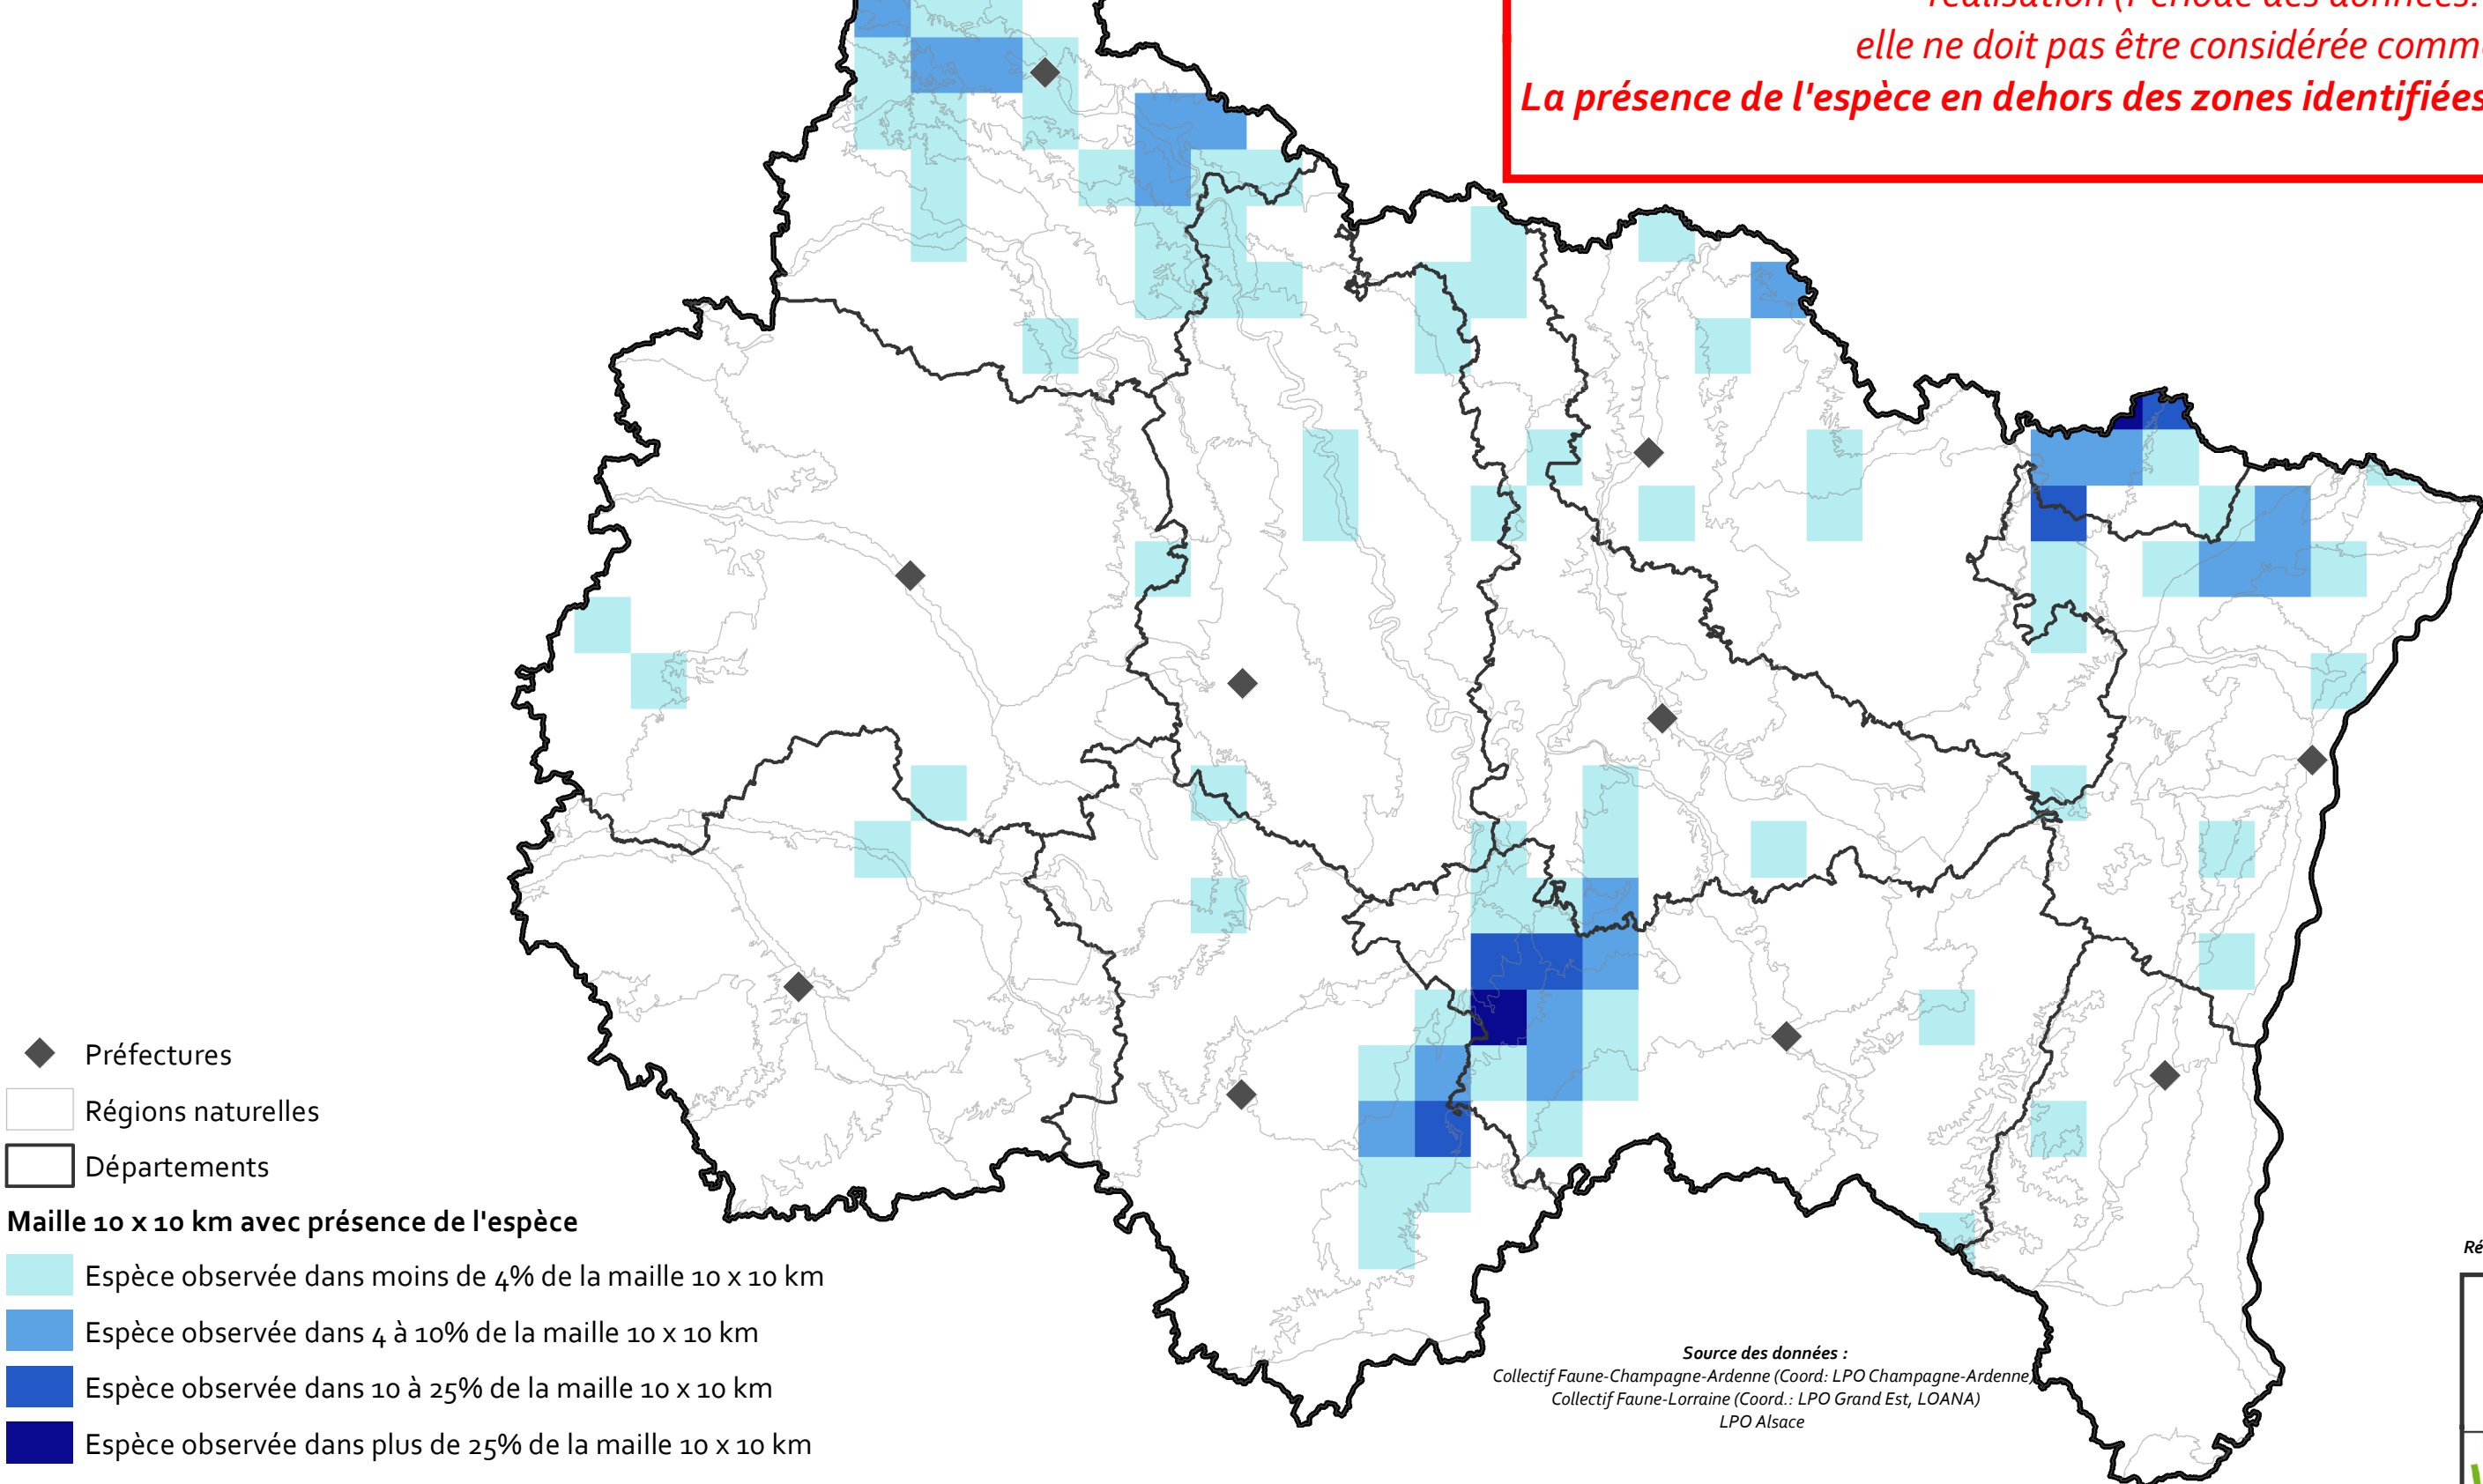 elle ne doit pas être considérée comme
La présence de l'espèce en dehors des zones identifiées
Préfectures
Régions naturelles
Départements
Maille 10 x 10 km avec présence de l'espèce
Espèce observée dans moins de 4% de la maille 10 x 10 km
Espèce observée dans 4 à 10% de la maille 10 x 10 km
Espèce observée dans 10 à 25% de la maille 10 x 10 km
Espèce observée dans plus de 25% de la maille 10 x 10 km
Source des données :
Collectif Faune-Champagne-Ardenne (Coord: LPO Champagne-Ardenne)
Collectif Faune-Lorraine (Coord.: LPO Grand Est, LOANA)
LPO Alsace
Ré